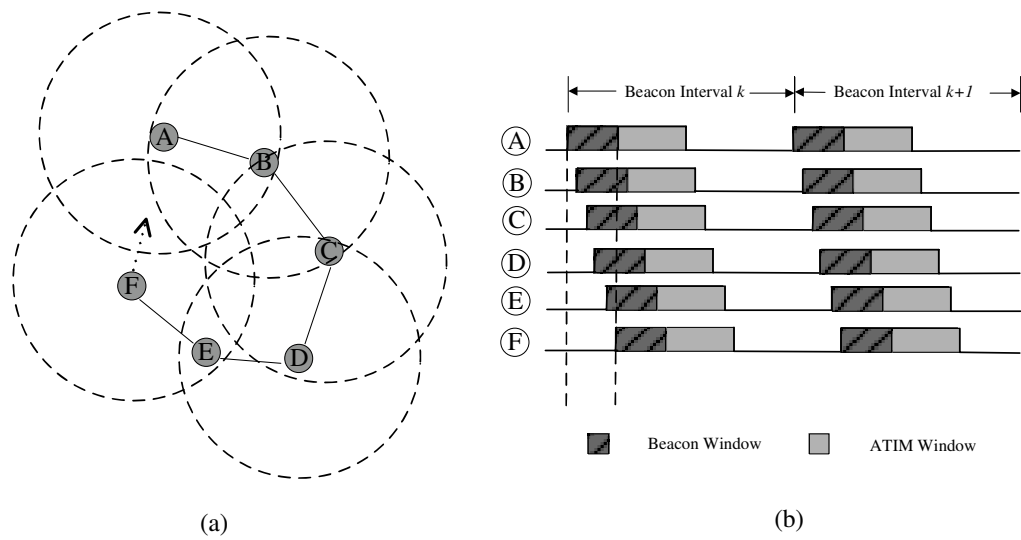 A
B
C
F
E
D
(a)
Beacon Interval k
Beacon Interval k+1
A
B
C
D
E
F
Beacon Window
ATIM Window
(b)